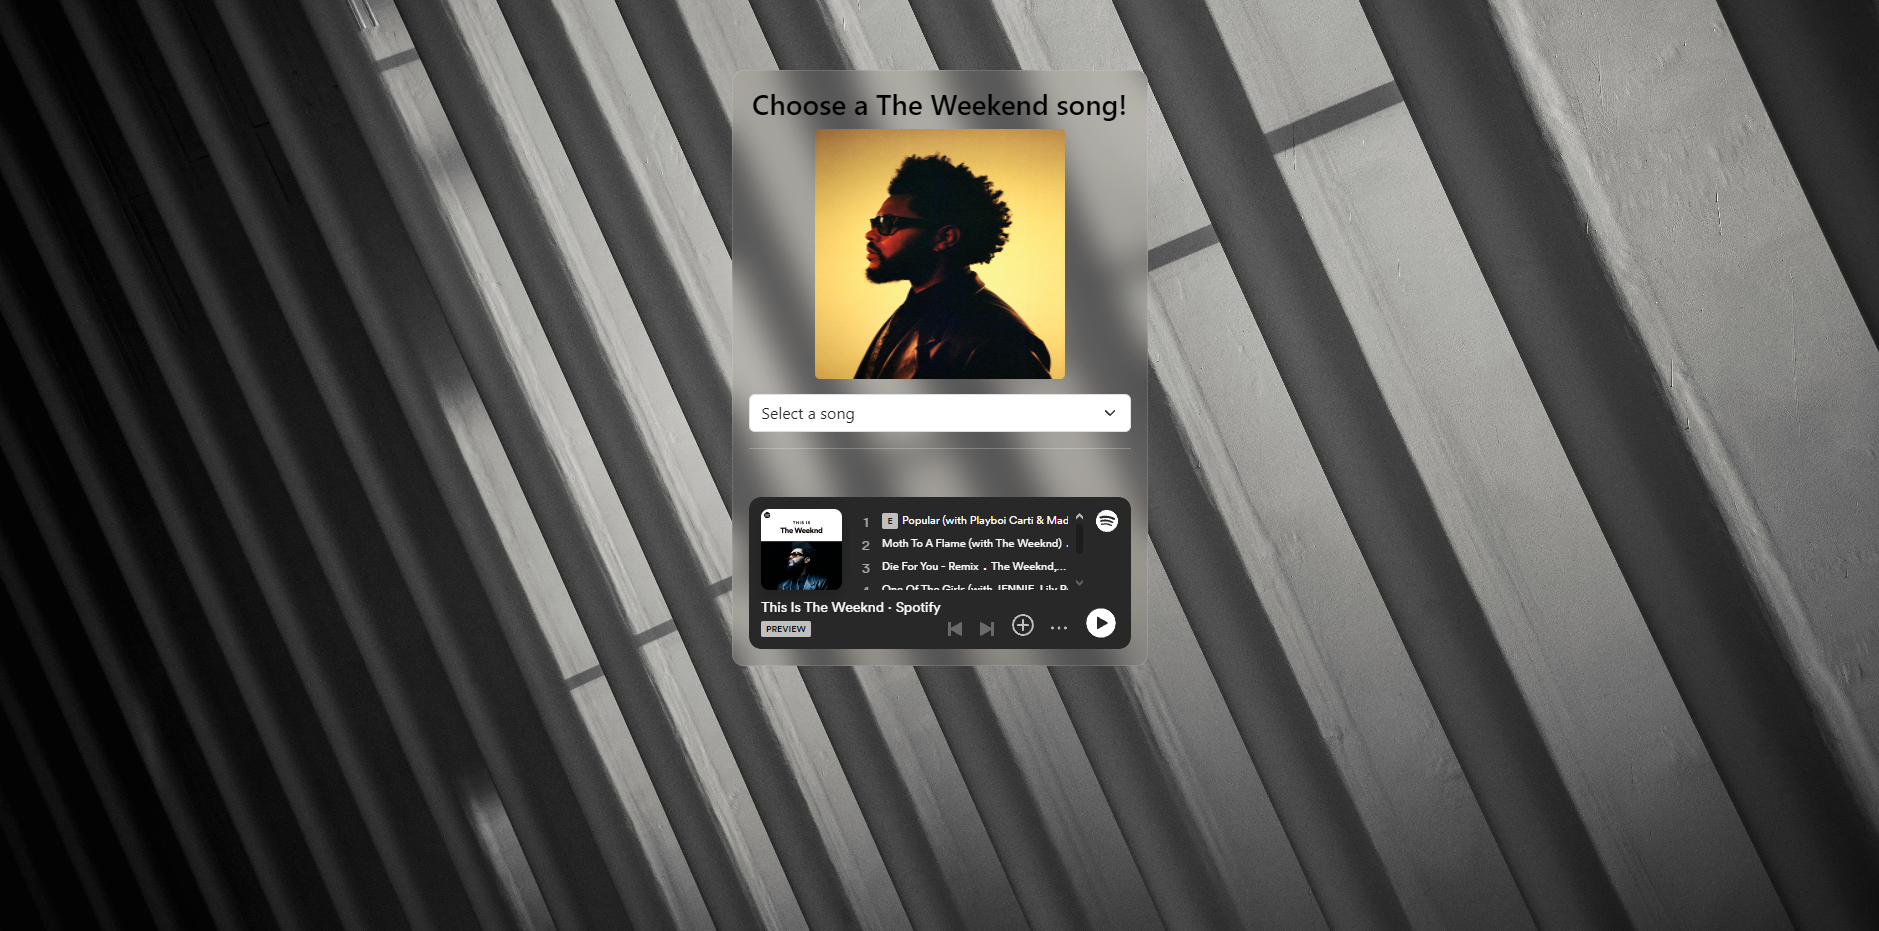 Choose a The Weekend song!
Select a song
THIS IS
The Weeknd
1 E Popular (with Playboi Carti & Mad
2 Moth To A Flame (with The Weeknd) .
3 Die For You - Remix . The Weeknd,...
One Of The Girls (with JENNIE, Lily
This Is The Weeknd · Spotify
PREVIEW